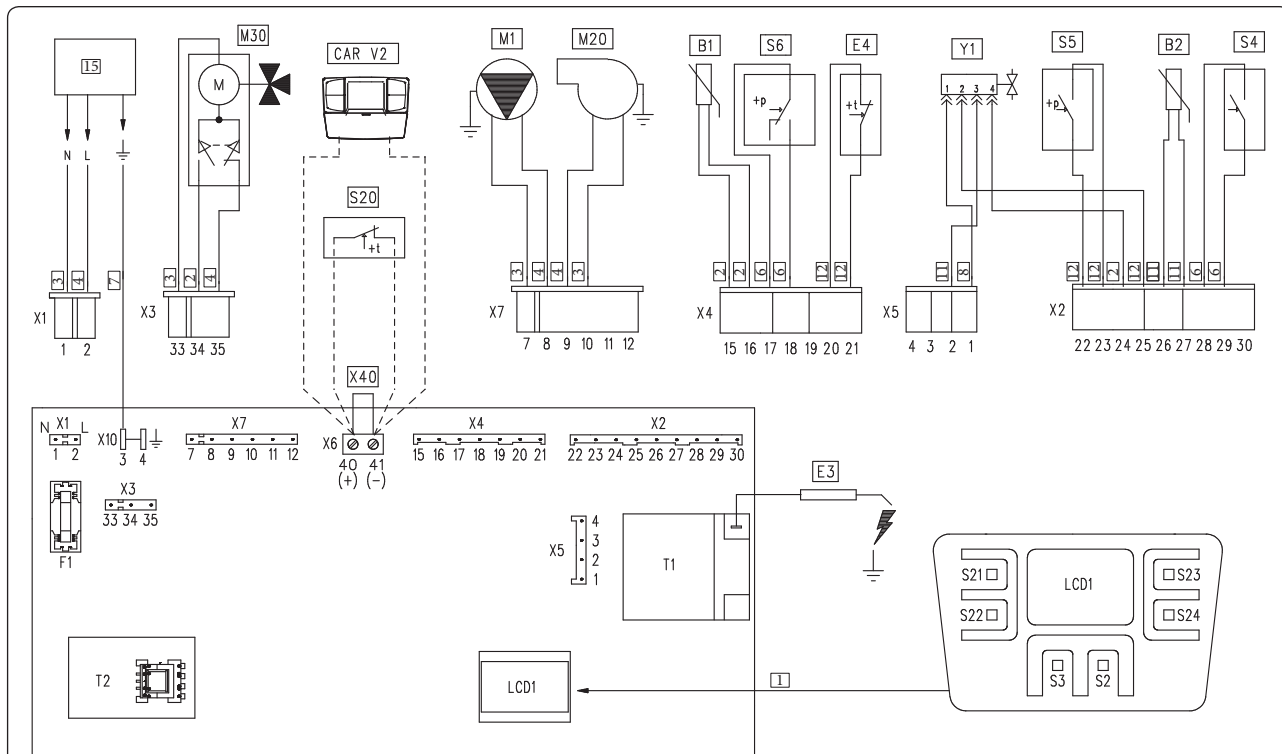 M30 M1 M20 B1 S6 E4 Y1 S5 B2 S4
15 CAR V2
M
+p +t 1 2 3 4 +p
N L
S20
+t
3 4 7 3 2 4 3 4 4 3 2 2 6 6 12 12 11 8 12 12 2 12 11 11 6 6
X1 X3 X7 X4 X5 X2
1 2 33 34 35 7 8 9 10 11 12 15 16 17 18 19 20 21 4 3 2 1 22 23 24 25 26 27 28 29 30
X40
N X1 L X10 X7 X6 X4 X2
1 2 3 4 7 8 9 10 11 12 40 41 15 16 17 18 19 20 21 22 23 24 25 26 27 28 29 30
(+) (-)
X3
33 34 35
F1
E3
X5
4
3
2
1
T1
S21 LCD1 S23
S22 S24
S3 S2
T2
LCD1
1